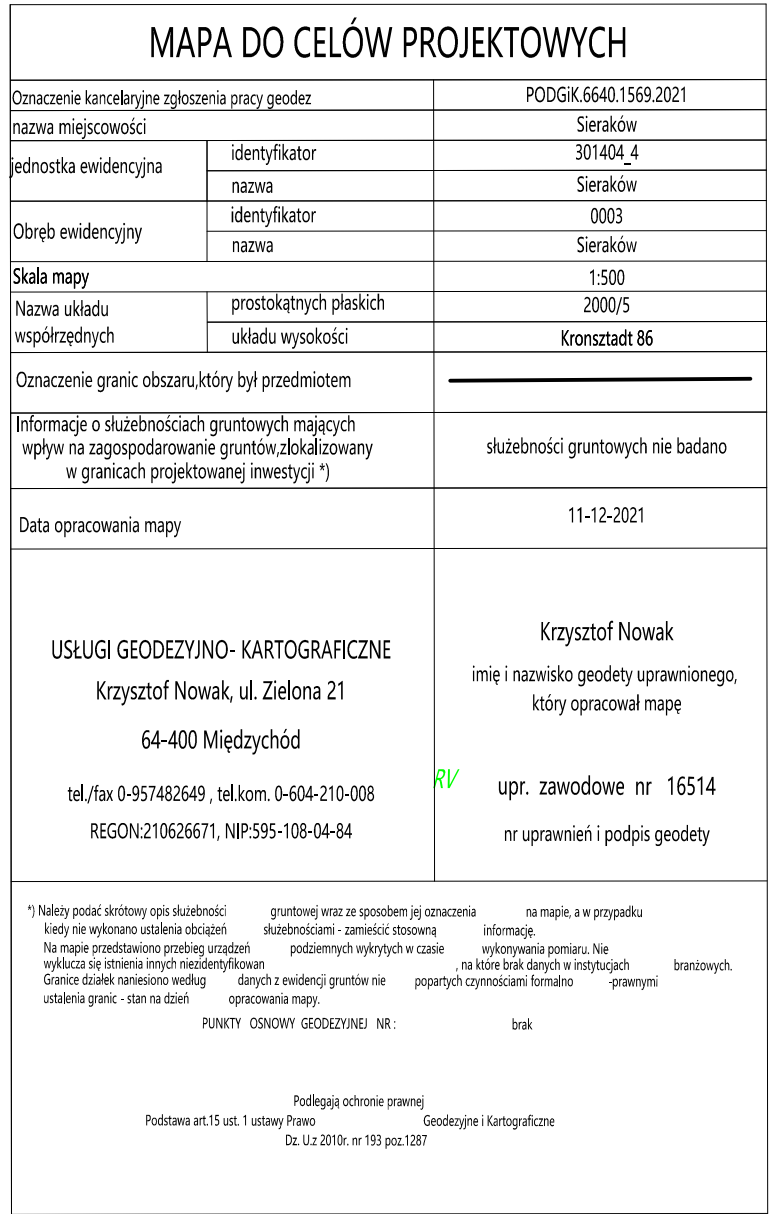 MAPA DO CELÓW PROJEKTOWYCH
Oznaczenie kancelaryjne zgłoszenia pracy geodez PODGiK.6640.1569.2021
nazwa miejscowości Sieraków
jednostka ewidencyjna identyfikator 301404_4
nazwa Sieraków
Obręb ewidencyjny identyfikator 0003
nazwa Sieraków
Skala mapy 1:500
Nazwa układu współrzędnych prostokątnych płaskich 2000/5
układu wysokości Kronsztadt 86
Oznaczenie granic obszaru,który był przedmiotem
Informacje o służebnościach gruntowych mających
wpływ na zagospodarowanie gruntów,zlokalizowany
w granicach projektowanej inwestycji *)
służebności gruntowych nie badano
Data opracowania mapy 11-12-2021
USŁUGI GEODEZYJNO- KARTOGRAFICZNE
Krzysztof Nowak, ul. Zielona 21
64-400 Międzychód
tel./fax 0-957482649 , tel.kom. 0-604-210-008
REGON:210626671, NIP:595-108-04-84
Krzysztof Nowak
imię i nazwisko geodety uprawnionego,
który opracował mapę
RV
upr. zawodowe nr 16514
nr uprawnień i podpis geodety
*) Należy podać skrótowy opis służebności gruntowej wraz ze sposobem jej oznaczenia na mapie, a w przypadku
kiedy nie wykonano ustalenia obciążeń służebnościami - zamieścić stosowną informację.
Na mapie przedstawiono przebieg urządzeń podziemnych wykrytych w czasie wykonywania pomiaru. Nie
wyklucza się istnienia innych niezidentyfikowan , na które brak danych w instytucjach branżowych.
Granice działek naniesiono według danych z ewidencji gruntów nie popartych czynnościami formalno -prawnymi
ustalenia granic - stan na dzień opracowania mapy.
PUNKTY OSNOWY GEODEZYJNEJ NR : brak
Podlegają ochronie prawnej
Podstawa art.15 ust. 1 ustawy Prawo Geodezyjne i Kartograficzne
Dz. U.z 2010r. nr 193 poz.1287